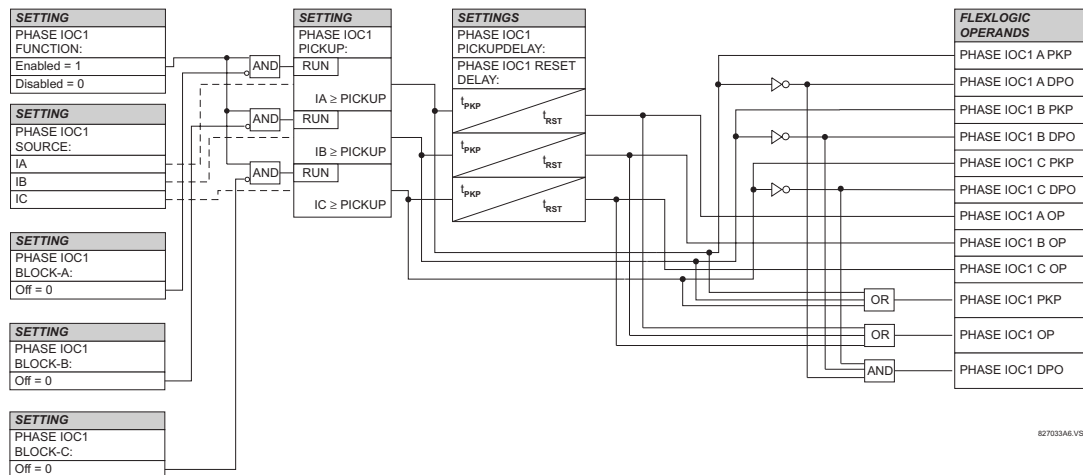 SETTING
PHASE IOC1
FUNCTION:
Enabled = 1
Disabled = 0
SETTING
PHASE IOC1
SOURCE:
IA
IB
IC
SETTING
PHASE IOC1
BLOCK-A:
Off = 0
SETTING
PHASE IOC1
BLOCK-B:
Off = 0
SETTING
PHASE IOC1
BLOCK-C:
Off = 0
AND
AND
AND
SETTING
PHASE IOC1
PICKUP:
RUN
IA ≥ PICKUP
RUN
IB ≥ PICKUP
RUN
IC ≥ PICKUP
SETTINGS
PHASE IOC1
PICKUPDELAY:
PHASE IOC1 RESET
DELAY:
tPKP
tRST
tPKP
tRST
tPKP
tRST
OR
OR
AND
FLEXLOGIC
OPERANDS
PHASE IOC1 A PKP
PHASE IOC1 A DPO
PHASE IOC1 B PKP
PHASE IOC1 B DPO
PHASE IOC1 C PKP
PHASE IOC1 C DPO
PHASE IOC1 A OP
PHASE IOC1 B OP
PHASE IOC1 C OP
PHASE IOC1 PKP
PHASE IOC1 OP
PHASE IOC1 DPO
827033A6.VS